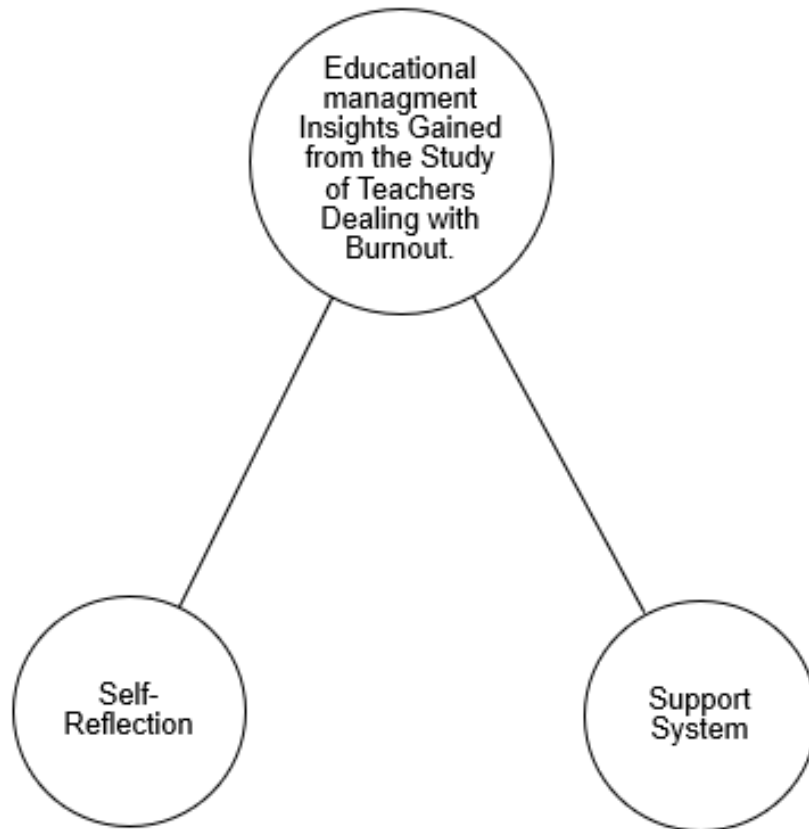 Educational
managment
Insights Gained
from the Study
of Teachers
Dealing with
Burnout.
Self-
Reflection
Support
System